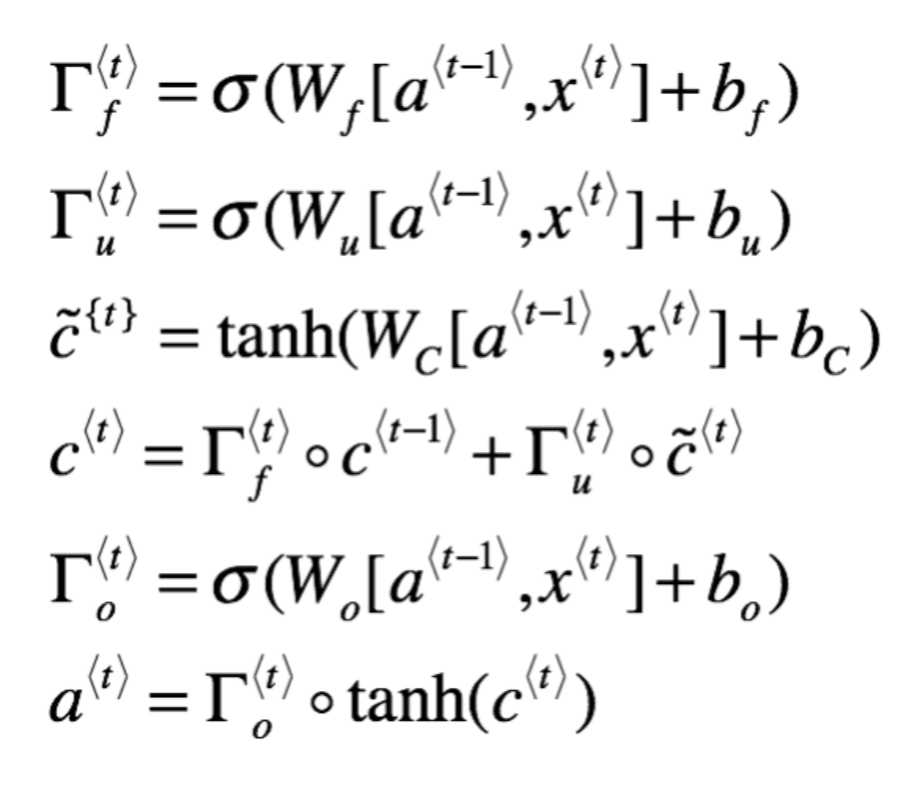 Γ_f^⟨t⟩ = σ(W_f[a^⟨t−1⟩,x^⟨t⟩]+b_f)
Γ_u^⟨t⟩ = σ(W_u[a^⟨t−1⟩,x^⟨t⟩]+b_u)
c̃^{t} = tanh(W_C[a^⟨t−1⟩,x^⟨t⟩]+b_C)
c^⟨t⟩ = Γ_f^⟨t⟩ ∘ c^⟨t−1⟩ + Γ_u^⟨t⟩ ∘ c̃^⟨t⟩
Γ_o^⟨t⟩ = σ(W_o[a^⟨t−1⟩,x^⟨t⟩]+b_o)
a^⟨t⟩ = Γ_o^⟨t⟩ ∘ tanh(c^⟨t⟩)